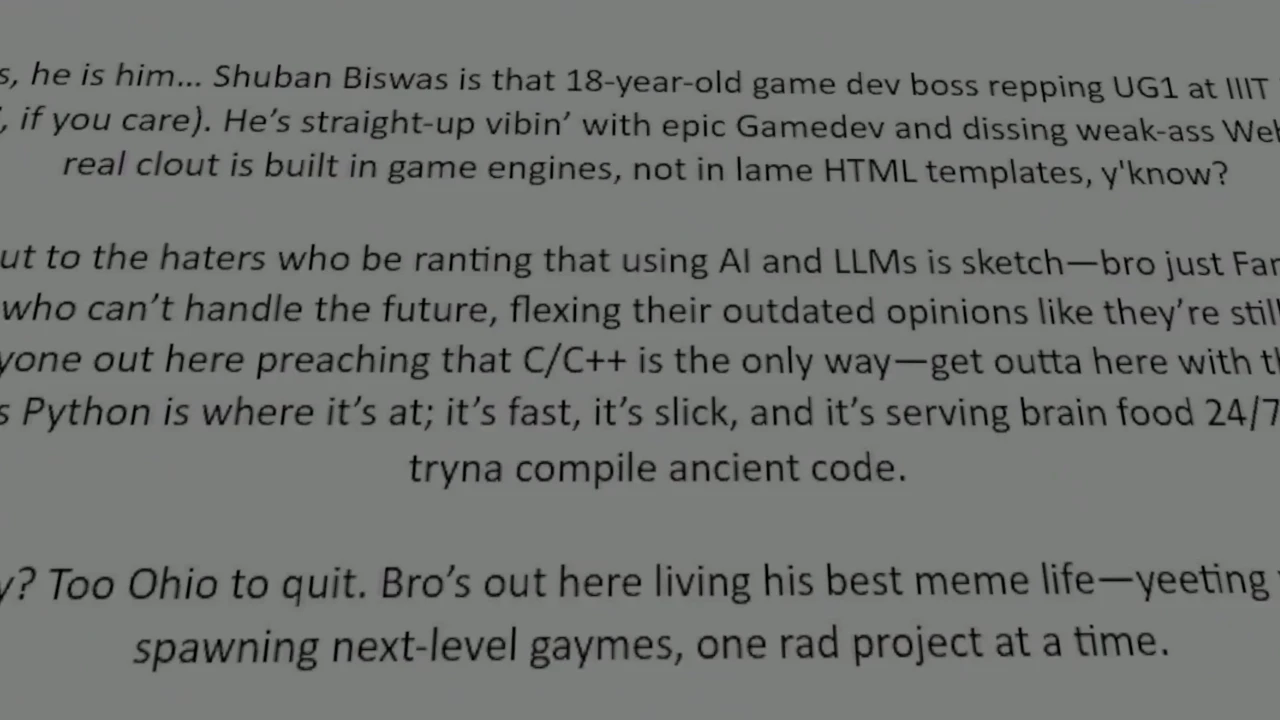 s, he is him... Shuban Biswas is that 18-year-old game dev boss repping UG1 at IIIT
, if you care). He's straight-up vibin' with epic Gamedev and dissing weak-ass Web
real clout is built in game engines, not in lame HTML templates, y'know?
ut to the haters who be ranting that using AI and LLMs is sketch—bro just Far
who can't handle the future, flexing their outdated opinions like they're still
yone out here preaching that C/C++ is the only way—get outta here with th
s Python is where it's at; it's fast, it's slick, and it's serving brain food 24/7
tryna compile ancient code.
y? Too Ohio to quit. Bro's out here living his best meme life—yeeting
spawning next-level gaymes, one rad project at a time.